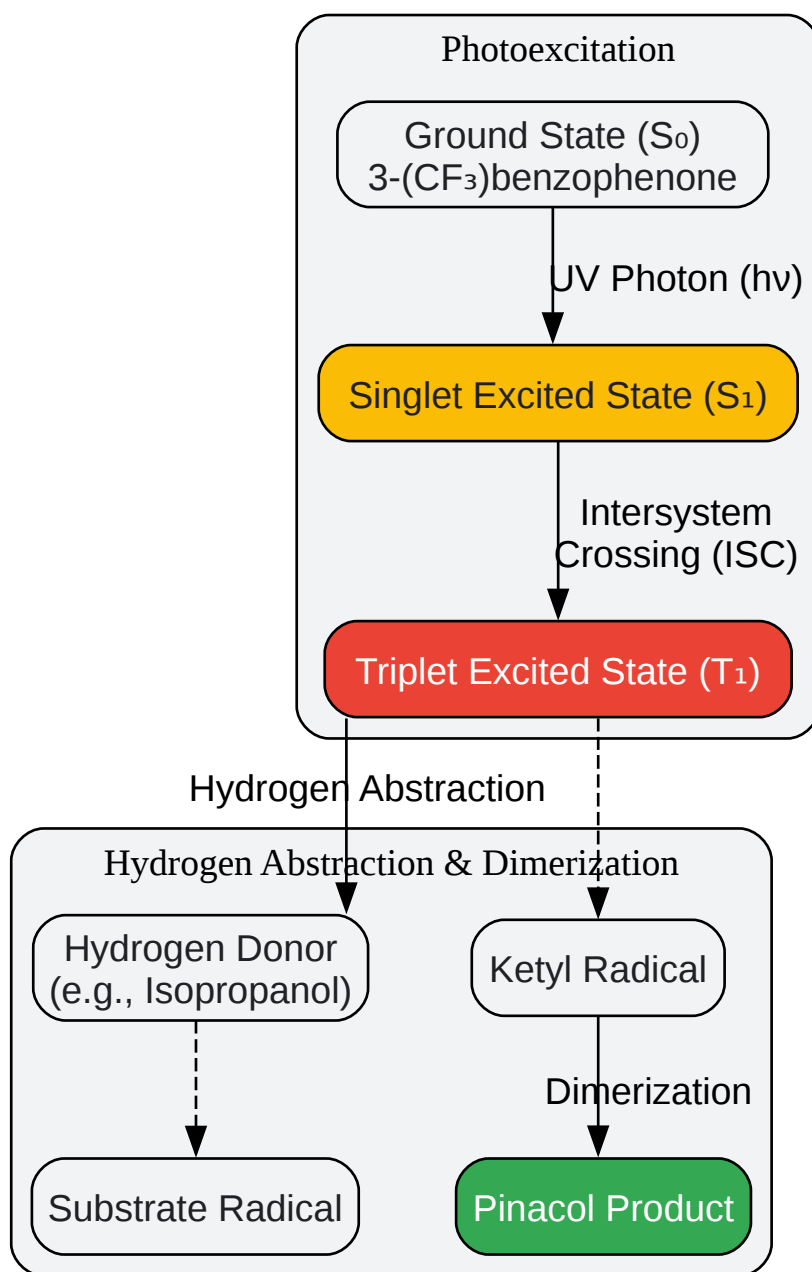 Photoexcitation
Ground State (S₀)
3-(CF₃)benzophenone
UV Photon (hν)
Singlet Excited State (S₁)
Intersystem
Crossing (ISC)
Triplet Excited State (T₁)
Hydrogen Abstraction
Hydrogen Abstraction & Dimerization
Hydrogen Donor
(e.g., Isopropanol)
Ketyl Radical
Dimerization
Substrate Radical
Pinacol Product